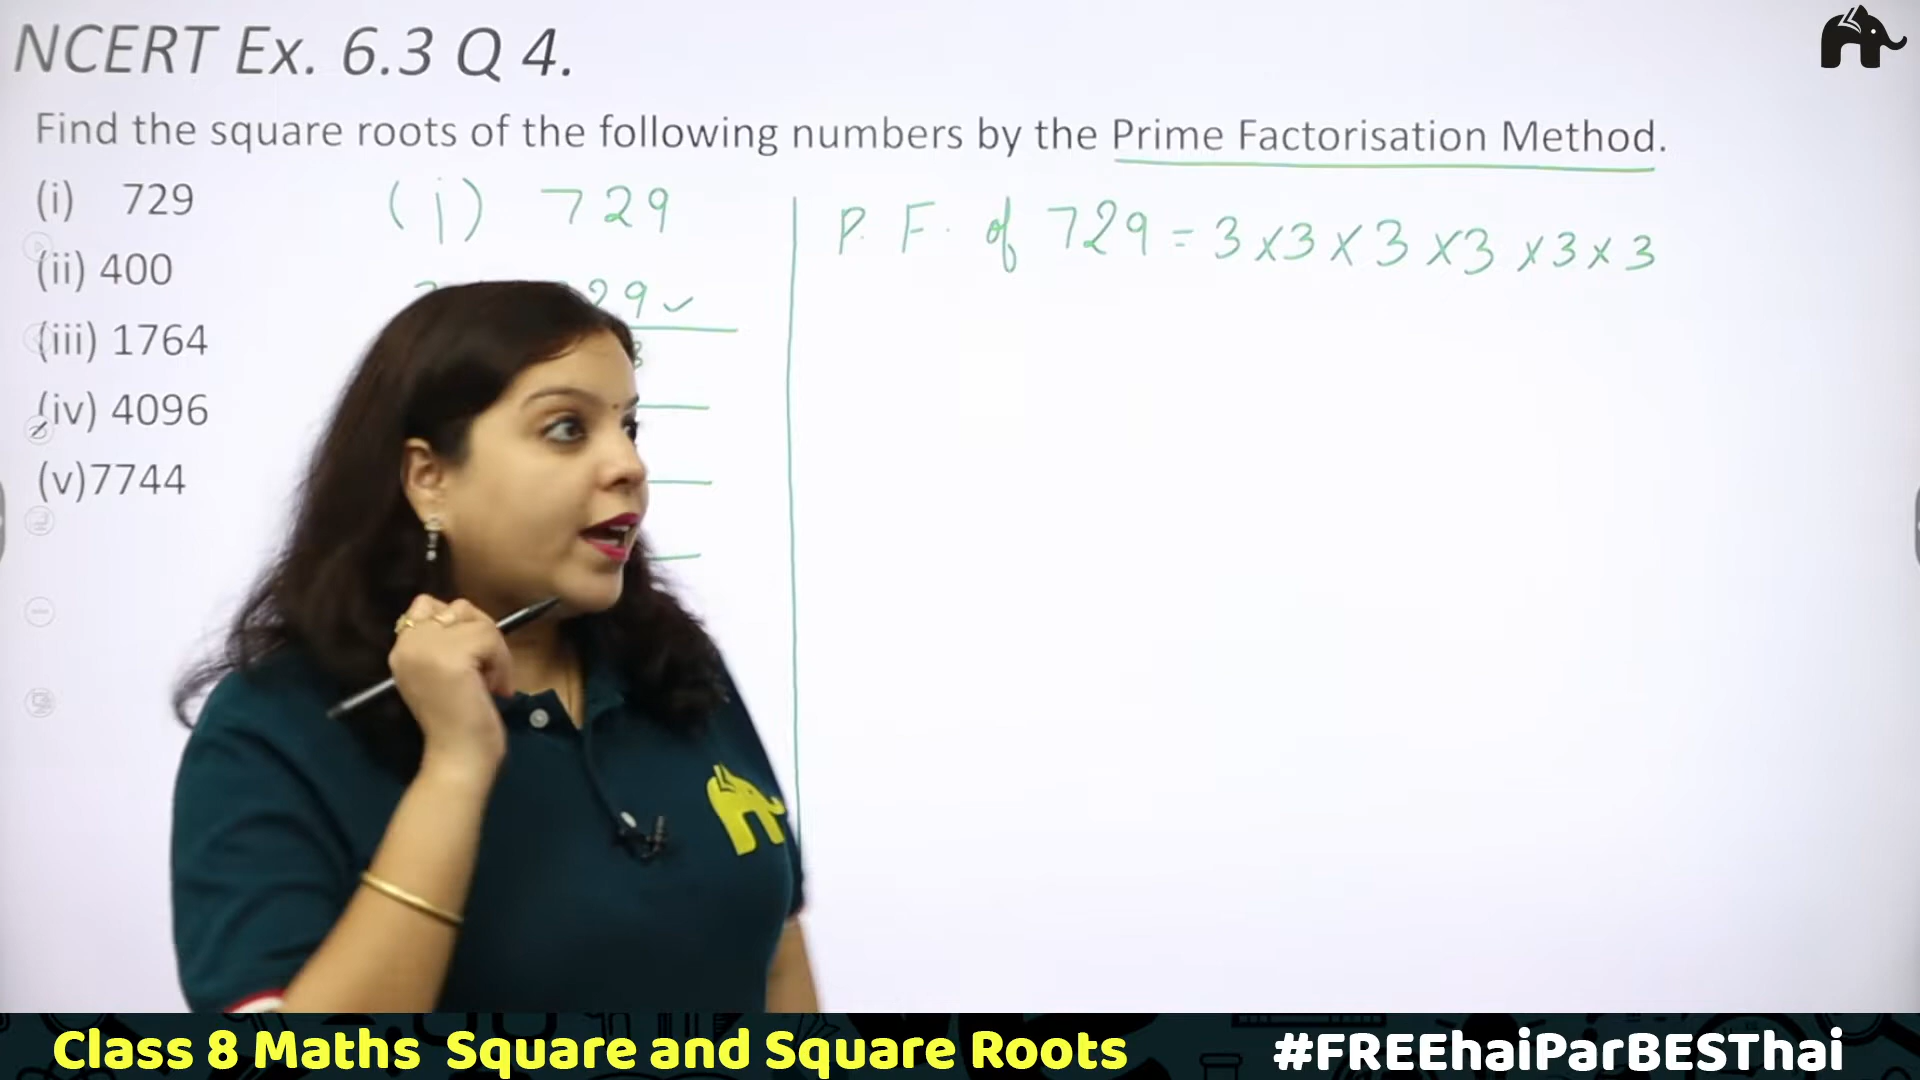 NCERT Ex. 6.3 Q 4.
Find the square roots of the following numbers by the Prime Factorisation Method.
(i) 729
(ii) 400
(iii) 1764
(iv) 4096
(v)7744
(i) 729
29 ✓
P. F. of 729 = 3 x 3 x 3 x 3 x 3 x 3
Class 8 Maths Square and Square Roots
#FREEhaiParBESThai